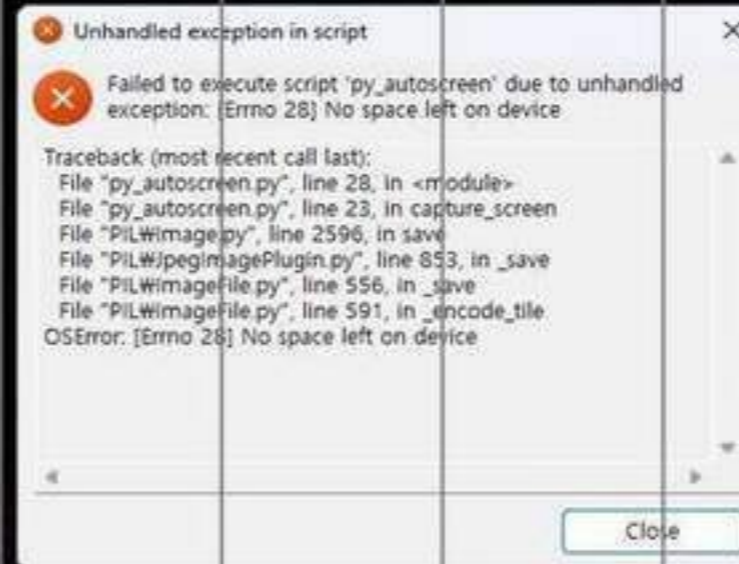 Unhandled exception in script
Failed to execute script 'py_autoscreen' due to unhandled
exception: [Errno 28] No space left on device
Traceback (most recent call last):
File "py_autoscreen.py", line 28, in <module>
File "py_autoscreen.py", line 23, in capture_screen
File "PIL₩Image.py", line 2596, in save
File "PIL₩JpegImagePlugin.py", line 853, in _save
File "PIL₩ImageFile.py", line 556, in _save
File "PIL₩ImageFile.py", line 591, in _encode_tile
OSError: [Errno 28] No space left on device
Close